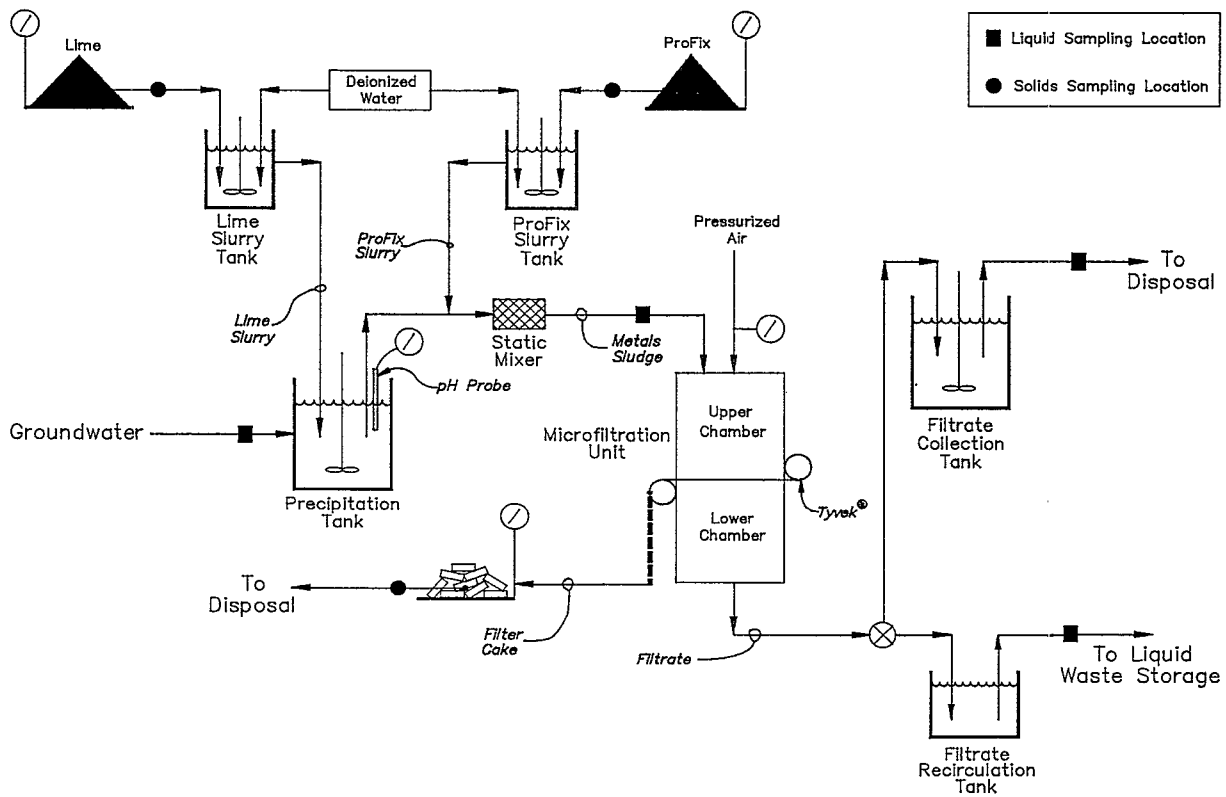 Lime
ProFix
Liquid Sampling Location
Solids Sampling Location
Deionized
Water
Lime
Slurry
Tank
ProFix
Slurry
ProFix
Slurry
Tank
Pressurized
Air
To
Disposal
Lime
Slurry
Static
Mixer
Metals
Sludge
pH Probe
Groundwater
Precipitation
Tank
Microfiltration
Unit
Upper
Chamber
Lower
Chamber
Tyvek®
Filtrate
Collection
Tank
To
Disposal
Filter
Cake
Filtrate
To Liquid
Waste Storage
Filtrate
Recirculation
Tank